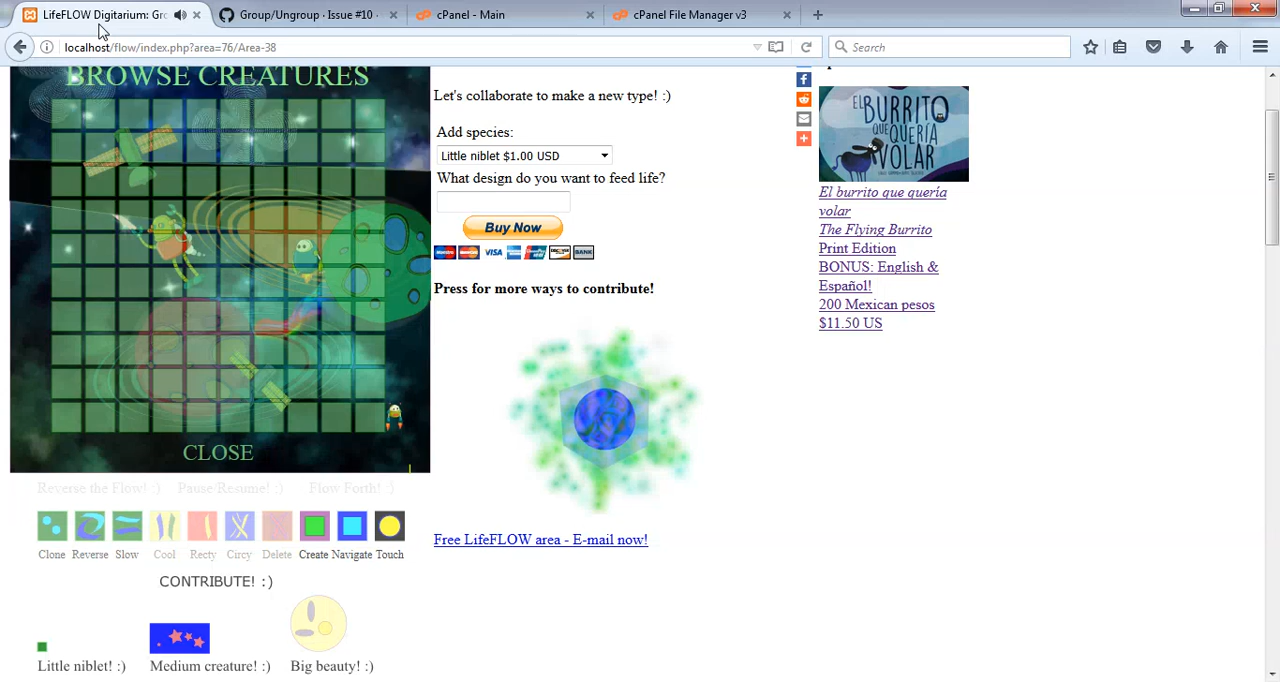 LifeFLOW Digitarium: Gro
Group/Ungroup · Issue #10 ·
cPanel - Main
cPanel File Manager v3
localhost/flow/index.php?area=76/Area-38
Search
BROWSE CREATURES
CLOSE
Reverse the Flow! :) Pause/Resume! :) Flow Forth! :)
Clone Reverse Slow Cool Recty Circy Delete Create Navigate Touch
CONTRIBUTE! :)
Little niblet! :) Medium creature! :) Big beauty! :)
Let's collaborate to make a new type! :)
Add species:
Little niblet $1.00 USD
What design do you want to feed life?
Buy Now
VISA
BANK
Press for more ways to contribute!
Free LifeFLOW area - E-mail now!
EL BURRITO
QUE QUERÍA
VOLAR
El burrito que quería
volar
The Flying Burrito
Print Edition
BONUS: English &
Español!
200 Mexican pesos
$11.50 US